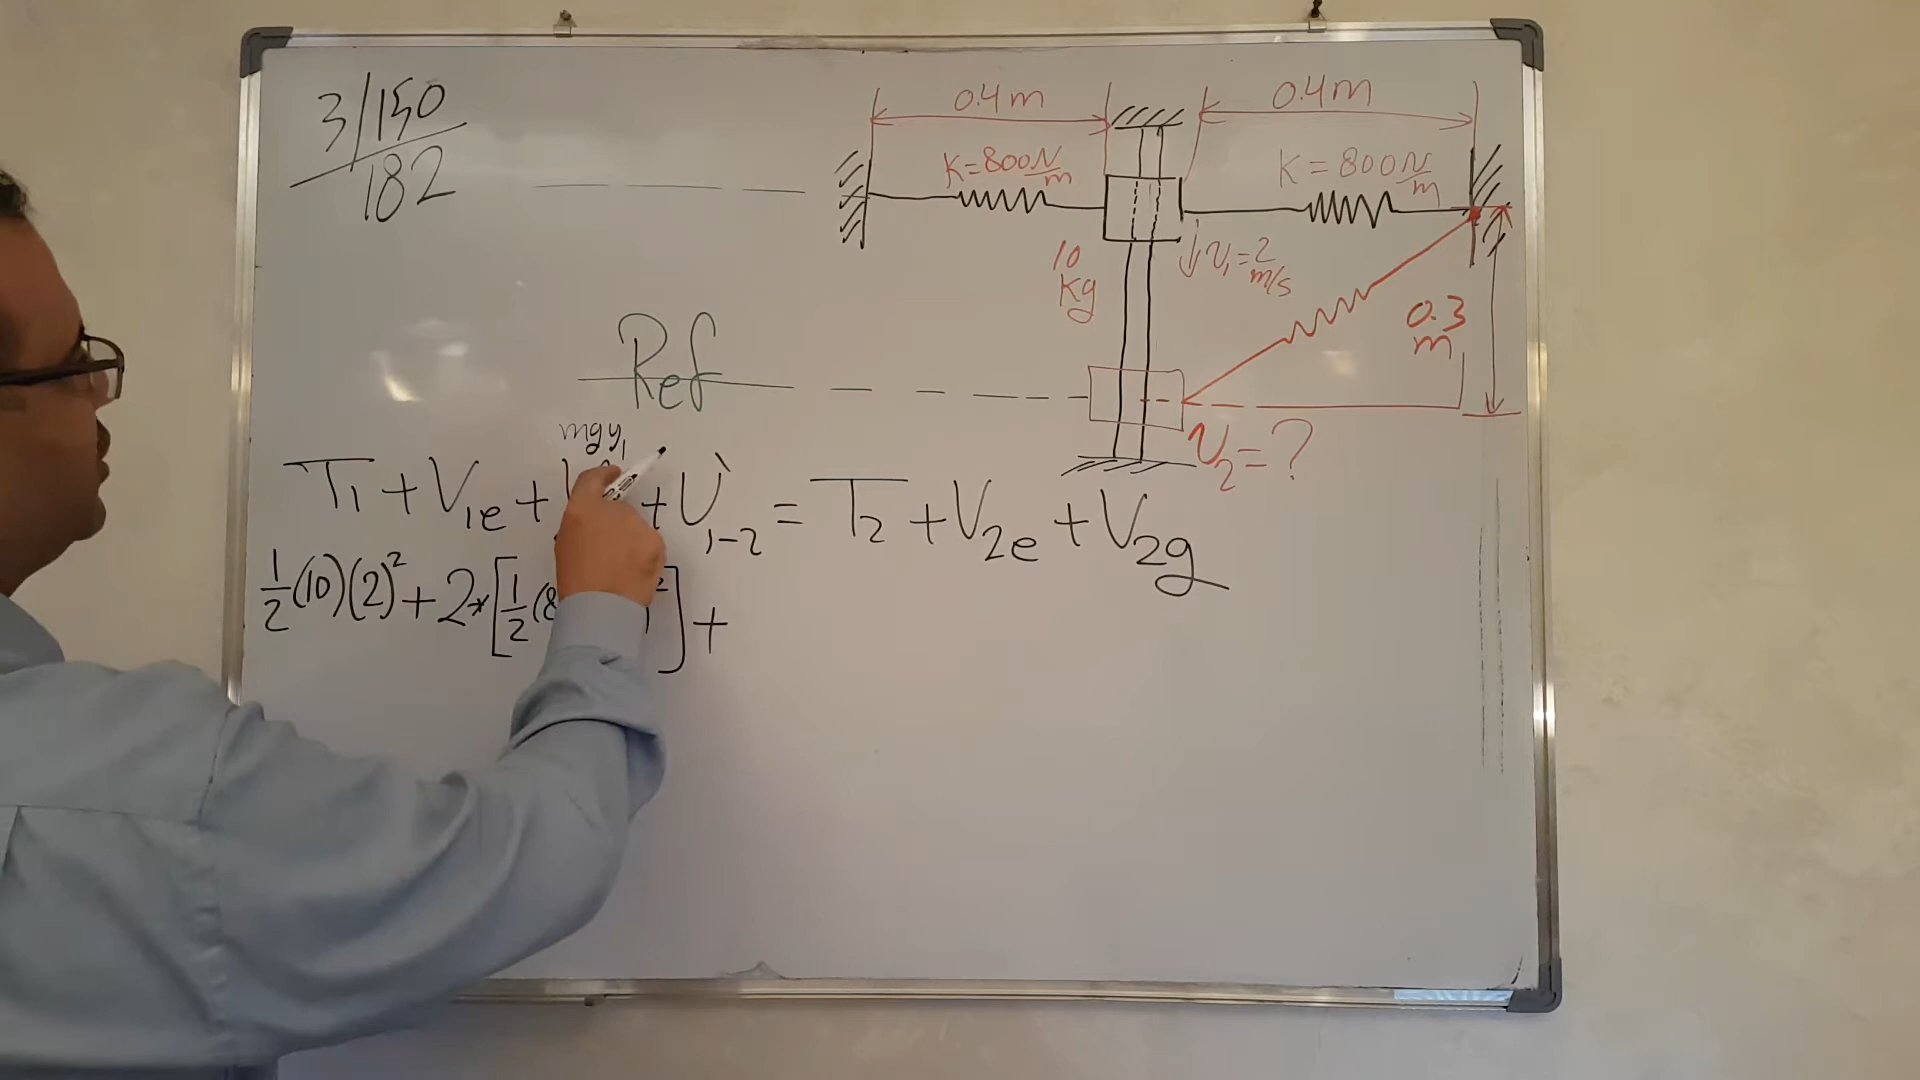 3/150
182
0.4m
0.4m
K=800N/m
K=800N/m
10
kg
v₁=2
m/s
0.3
m
Ref
v₂=?
mgy₁
T₁+V₁e+ +U₁₋₂=T₂+V₂e+V₂g
1/2(10)(2)²+2*[1/2(8 ²]+